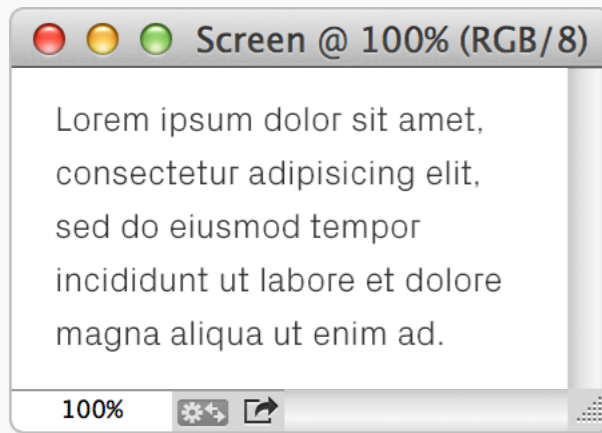 Screen @ 100% (RGB/8)
Lorem ipsum dolor sit amet,
consectetur adipisicing elit,
sed do eiusmod tempor
incididunt ut labore et dolore
magna aliqua ut enim ad.
100%